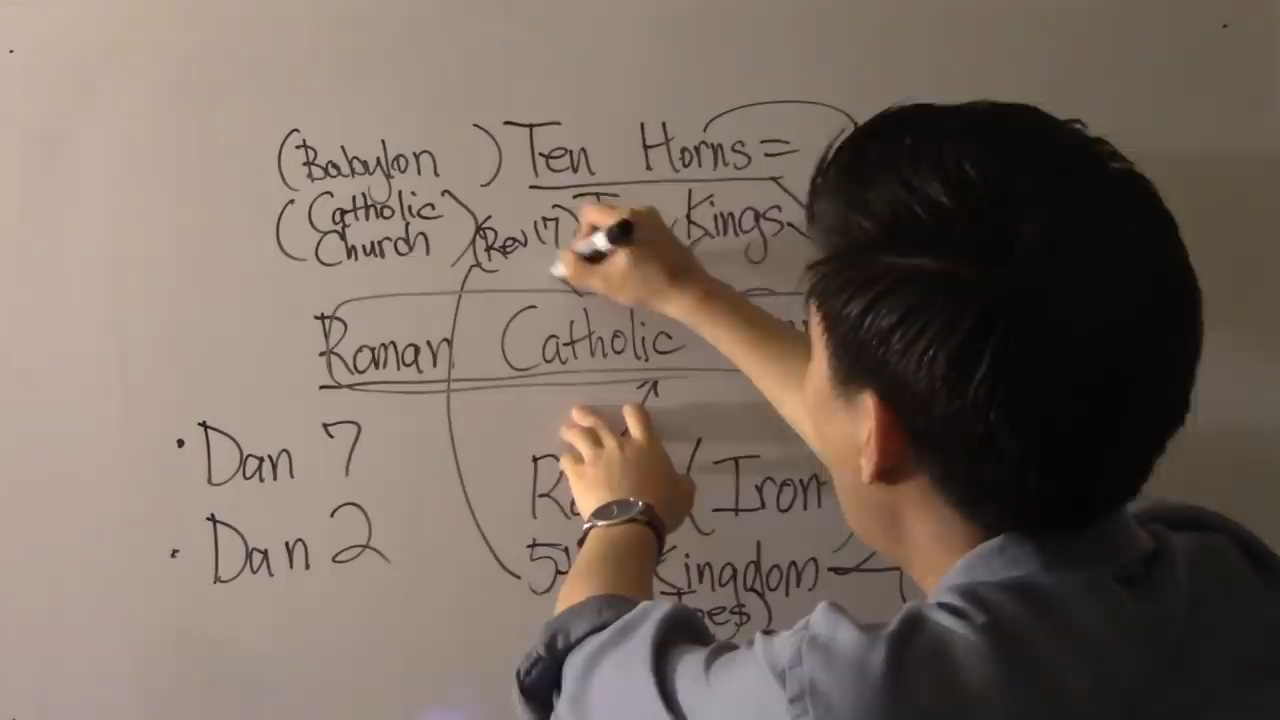 (Babylon ) Ten Horns =
(Catholic Church) (Rev 17) Kings
Roman Catholic
• Dan 7
(Iron
• Dan 2
Kingdom